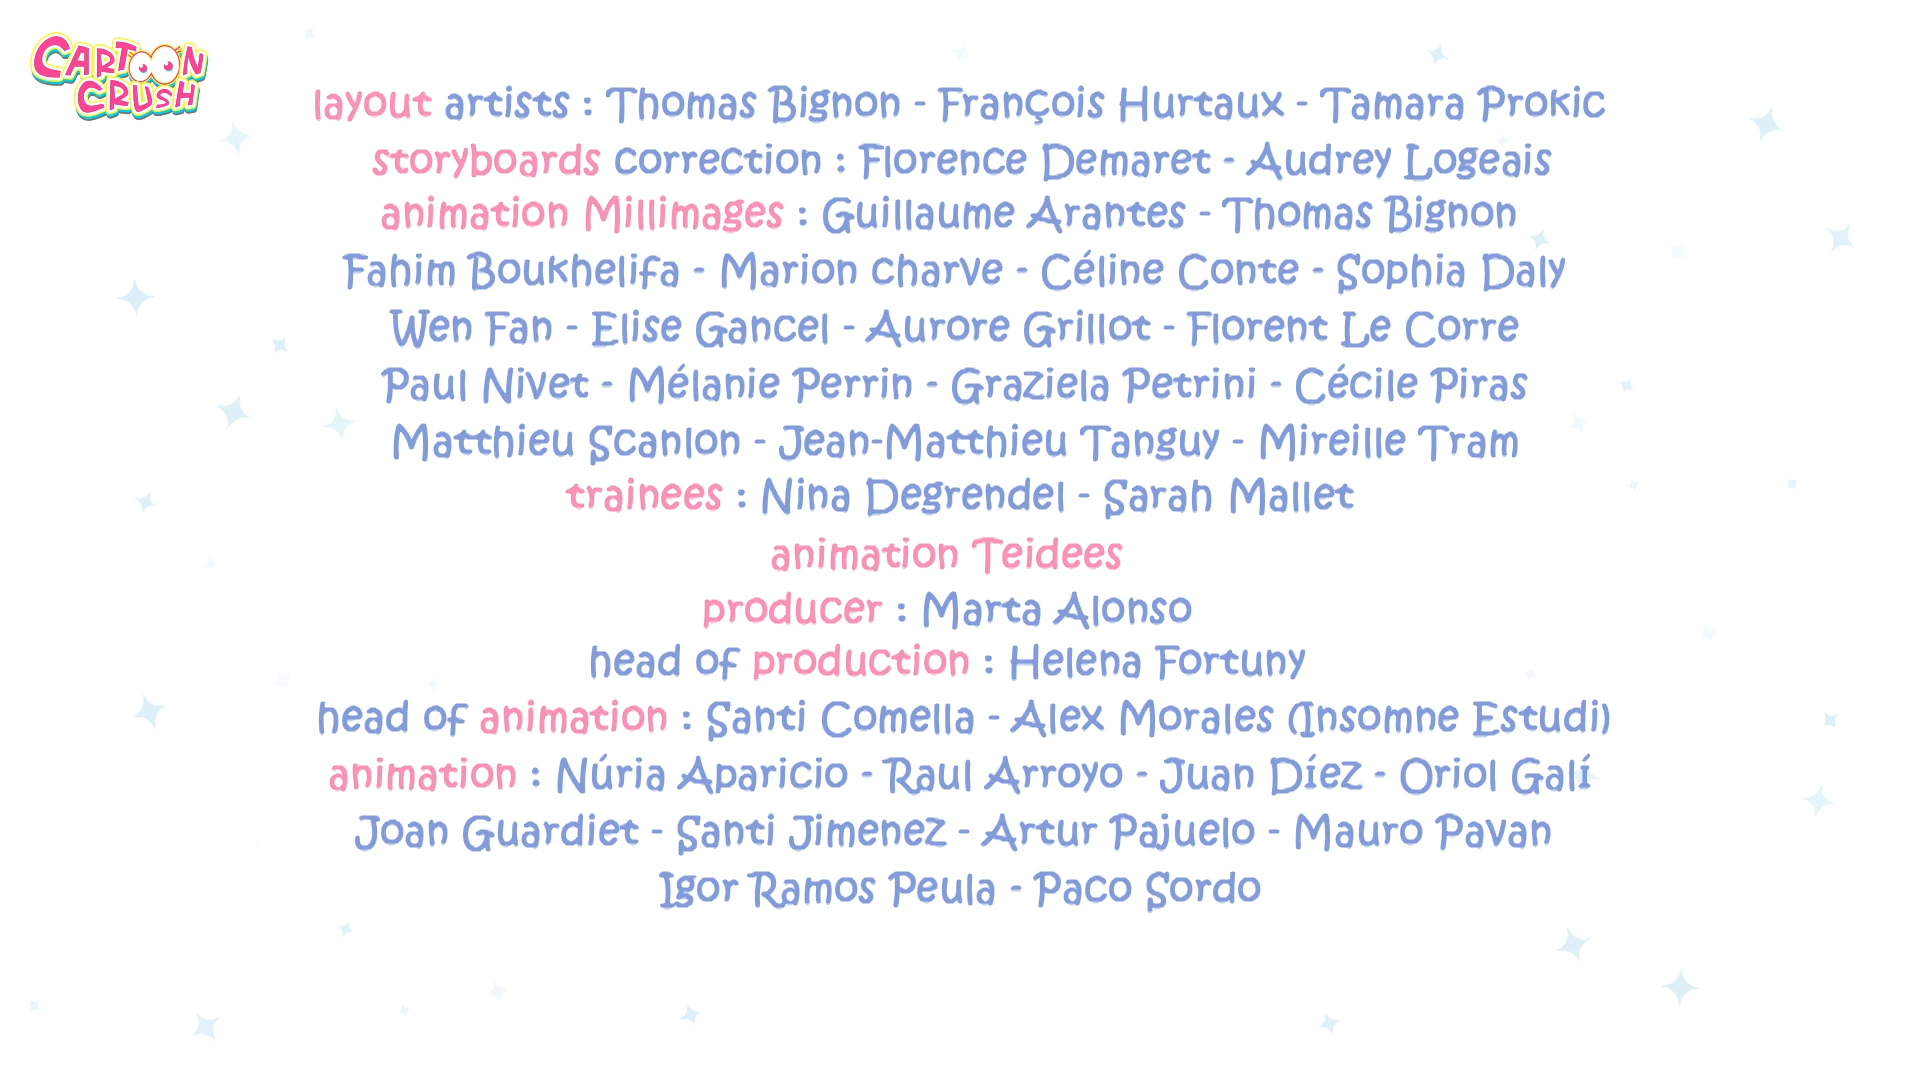 CARTOON
CRUSH
layout artists : Thomas Bignon - François Hurtaux - Tamara Prokic
storyboards correction : Florence Demaret - Audrey Logeais
animation Millimages : Guillaume Arantes - Thomas Bignon
Fahim Boukhelifa - Marion charve - Céline Conte - Sophia Daly
Wen Fan - Elise Gancel - Aurore Grillot - Florent Le Corre
Paul Nivet - Mélanie Perrin - Graziela Petrini - Cécile Piras
Matthieu Scanlon - Jean-Matthieu Tanguy - Mireille Tram
trainees : Nina Degrendel - Sarah Mallet
animation Teidees
producer : Marta Alonso
head of production : Helena Fortuny
head of animation : Santi Comella - Alex Morales (Insomne Estudi)
animation : Núria Aparicio - Raul Arroyo - Juan Díez - Oriol Galí
Joan Guardiet - Santi Jimenez - Artur Pajuelo - Mauro Pavan
Igor Ramos Peula - Paco Sordo